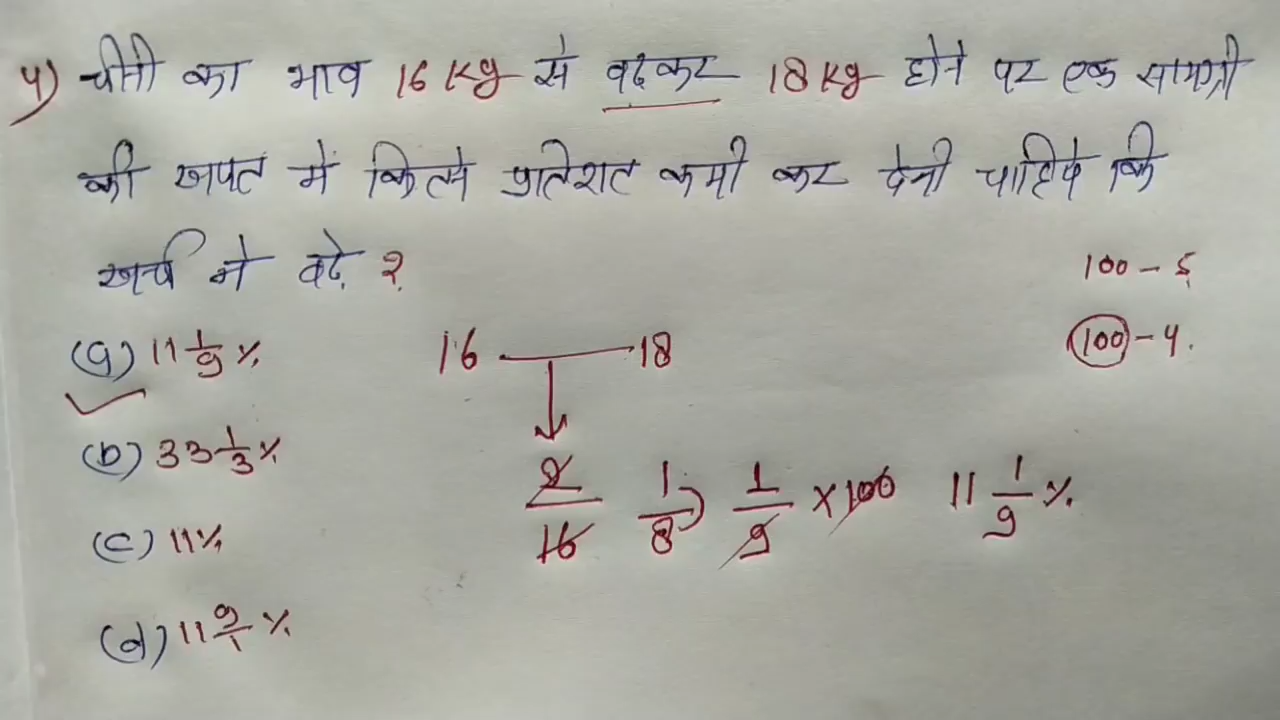 4) चीनी का भाव 16 Kg से बढकर 18 Kg होने पर एक सामग्री
की खपत में कितने प्रतिशत कमी कर देनी चाहिये कि
खर्च ने बढे ?
100 - 5
(a) 11 1/9 %
16 18
100 - 4.
(b) 33 1/3 %
2/16 1/8 ) 1/9 × 100 11 1/9 %
(c) 11%
(d) 11 9/1 %